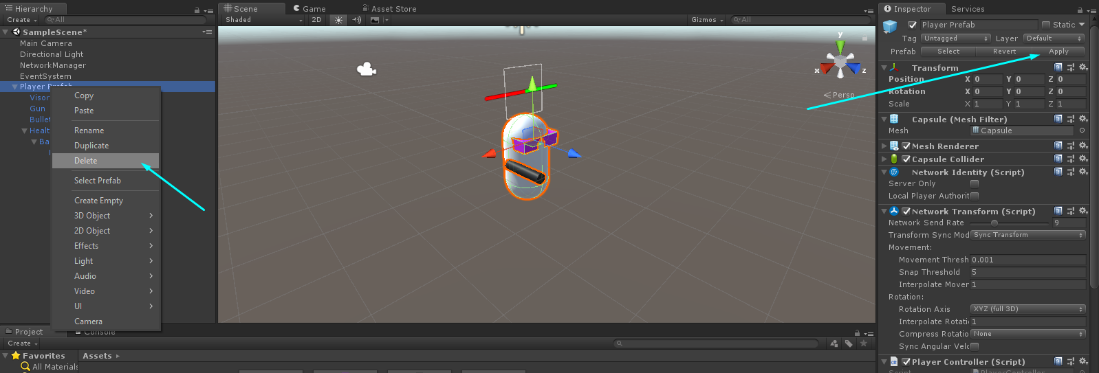 Hierarchy
Create All
SampleScene*
Main Camera
Directional Light
NetworkManager
EventSystem
Player Prefab
Visor
Gun
Bullet
Health
Ba
Copy
Paste
Rename
Duplicate
Delete
Select Prefab
Create Empty
3D Object
2D Object
Effects
Light
Audio
Video
UI
Camera
Project Console
Create
Favorites
All Materials
Assets
Scene Game Asset Store
Shaded 2D Gizmos All
y
x z
< Persp
Inspector
Player Prefab Static
Tag Untagged Layer Default
Prefab Select Revert Apply
Transform
Position X 0 Y 0 Z 0
Rotation X 0 Y 0 Z 0
Scale X 1 Y 1 Z 1
Capsule (Mesh Filter)
Mesh Capsule
Mesh Renderer
Capsule Collider
Network Identity (Script)
Server Only
Local Player Authorit
Network Transform (Script)
Network Send Rate 9
Transform Sync Mod Sync Transform
Movement:
Movement Thresh 0.001
Snap Threshold 5
Interpolate Mover 1
Rotation:
Rotation Axis XYZ (full 3D)
Interpolate Rotati 1
Compress Rotatio None
Sync Angular Velo
Player Controller (Script)